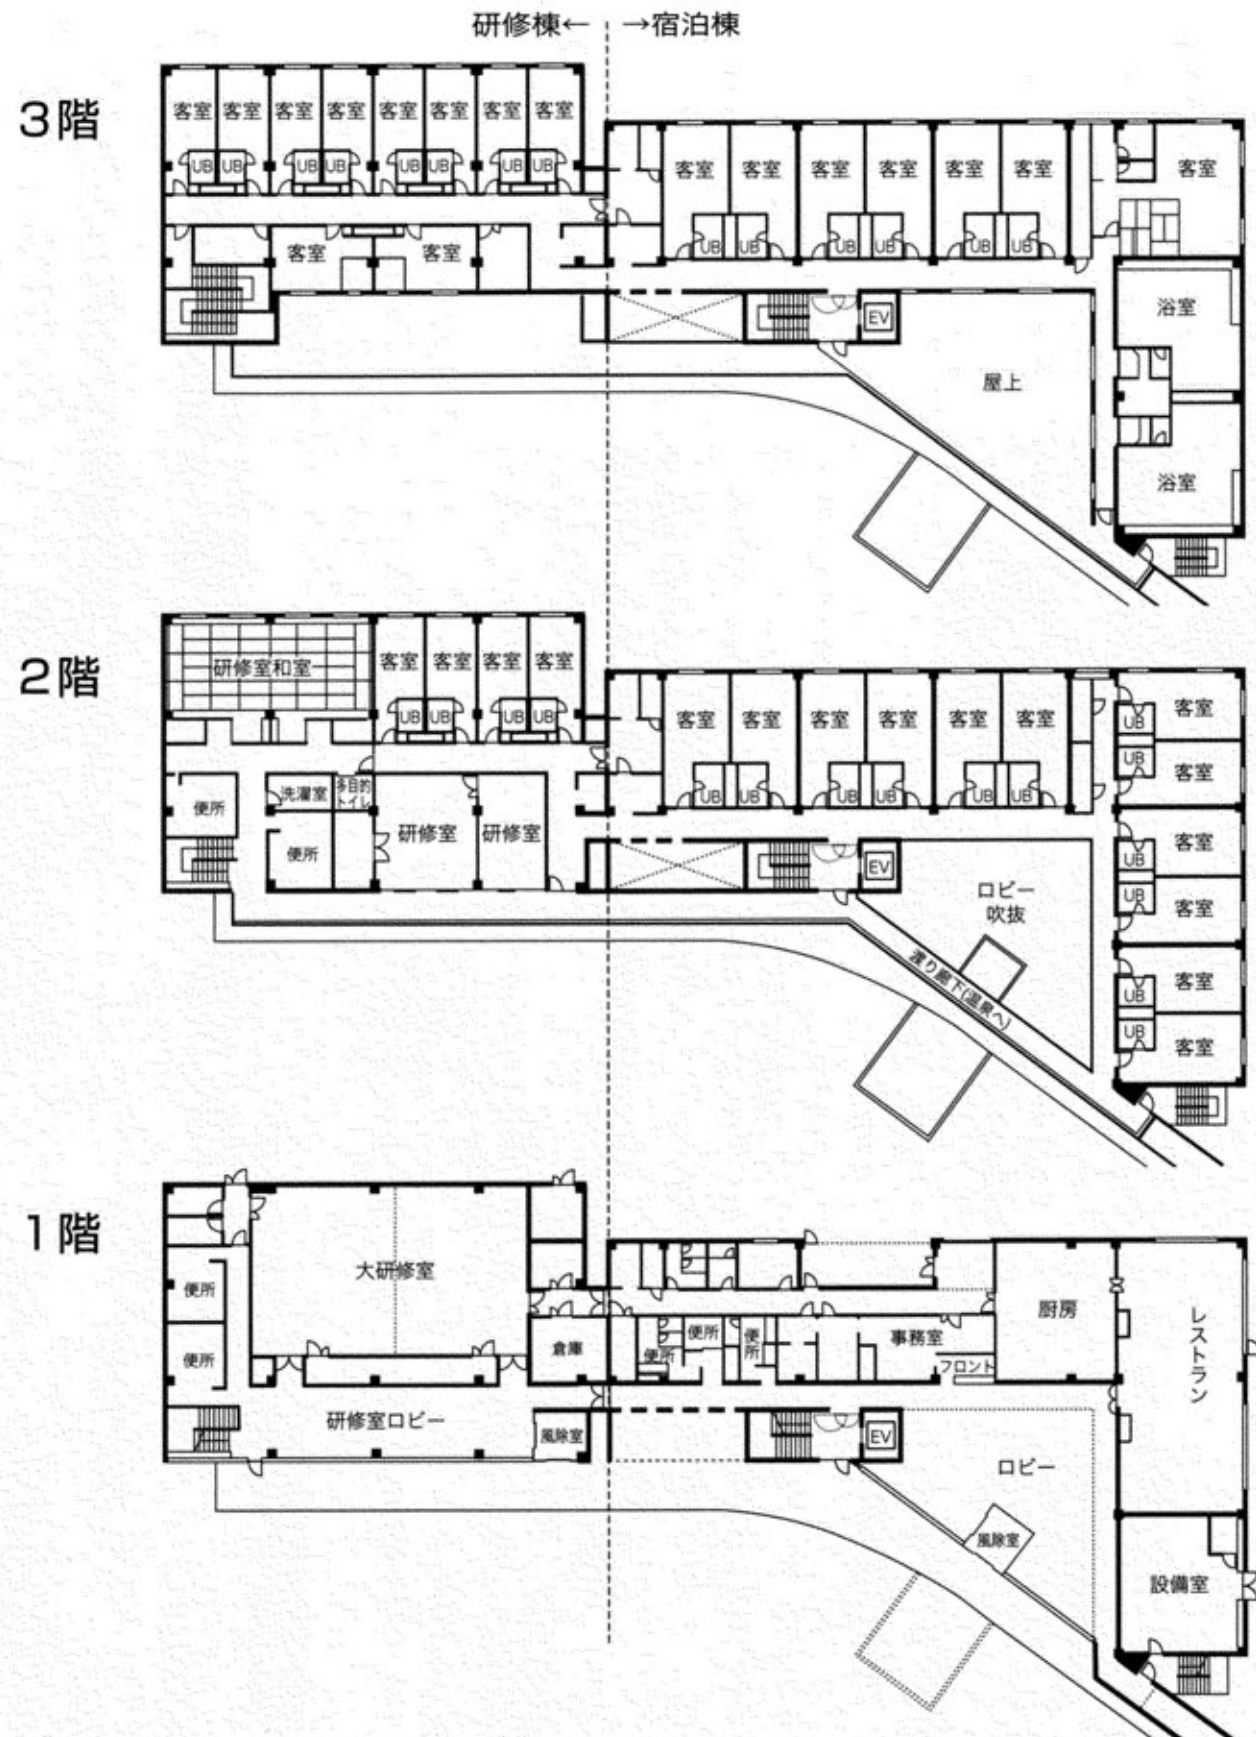 研修棟← →宿泊棟
3階
客室 客室 客室 客室 客室 客室 客室 客室
UB UB UB UB UB UB UB UB
客室 客室 客室 客室 客室 客室 客室
UB UB UB UB UB UB
客室 客室
EV
浴室
屋上
浴室
2階
研修室和室
客室 客室 客室 客室
UB UB UB UB
客室 客室 客室 客室 客室 客室
UB UB UB UB UB UB
客室
UB
客室
UB
客室
UB
客室
UB
客室
UB
客室
UB
便所
洗濯室
多目的
トイレ
便所
研修室
研修室
EV
ロビー
吹抜
渡り廊下(温泉へ)
1階
大研修室
便所
便所
倉庫
研修室ロビー
風除室
便所
便所
便所
事務室
フロント
厨房
レストラン
EV
ロビー
風除室
設備室